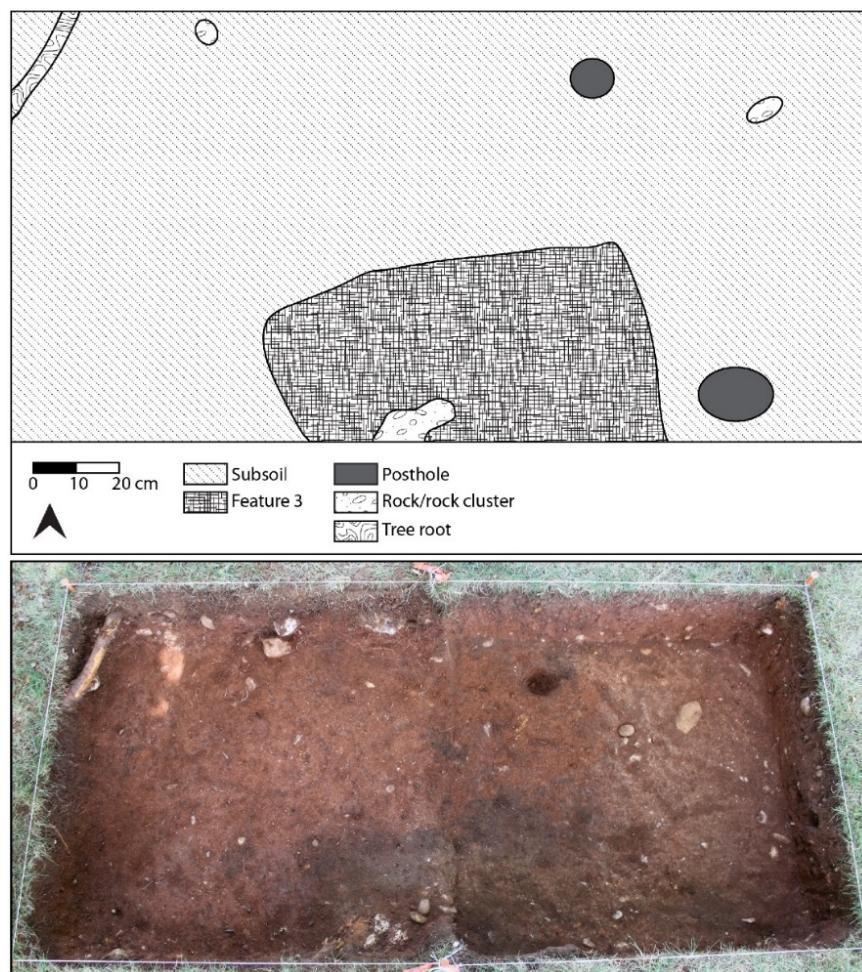 0 10 20 cm
Subsoil
Feature 3
Posthole
Rock/rock cluster
Tree root